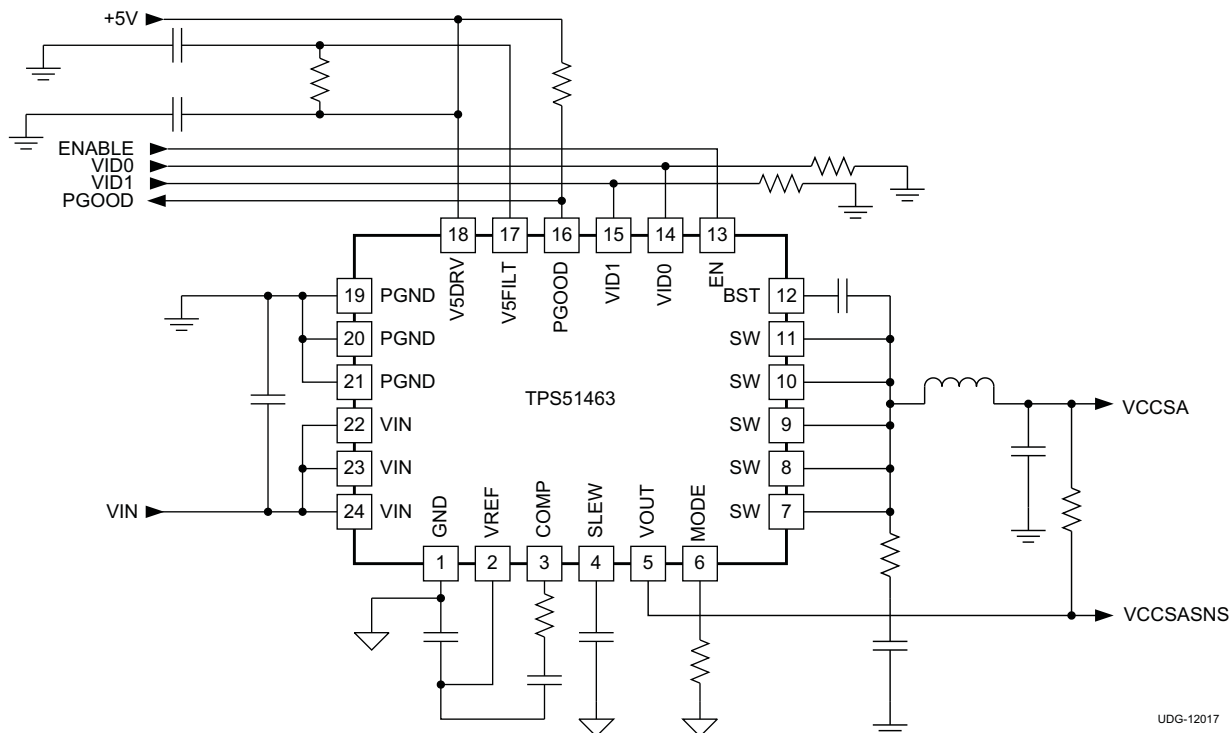 +5V
ENABLE
VID0
VID1
PGOOD
18
17
16
15
14
13
V5DRV
V5FILT
PGOOD
VID1
VID0
EN
19 PGND
20 PGND
21 PGND
22 VIN
23 VIN
VIN
24 VIN
TPS51463
BST 12
SW 11
SW 10
SW 9
SW 8
SW 7
VCCSA
GND
VREF
COMP
SLEW
VOUT
MODE
1
2
3
4
5
6
VCCSASNS
UDG-12017